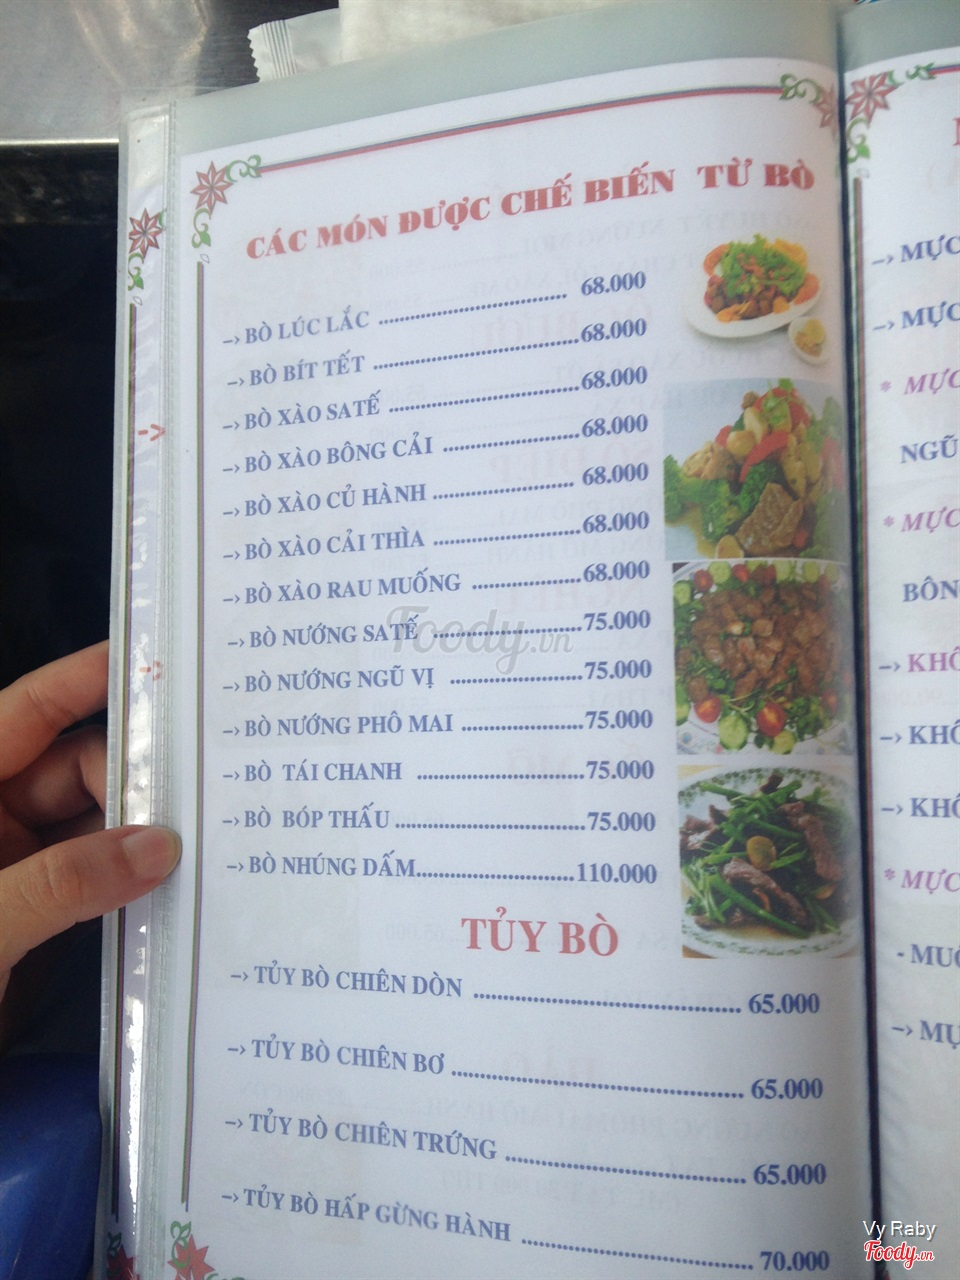 CÁC MÓN ĐƯỢC CHẾ BIẾN TỪ BÒ
–> BÒ LÚC LẮC ................................ 68.000
–> BÒ BÍT TẾT ................................ 68.000
–> BÒ XÀO SATẾ ................................ 68.000
–> BÒ XÀO BÔNG CẢI ........................ 68.000
–> BÒ XÀO CỦ HÀNH ........................ 68.000
–> BÒ XÀO CẢI THÌA ........................ 68.000
–> BÒ XÀO RAU MUỐNG .................. 68.000
–> BÒ NƯỚNG SATẾ ........................ 75.000
–> BÒ NƯỚNG NGŨ VỊ ...................... 75.000
–> BÒ NƯỚNG PHÔ MAI .................... 75.000
–> BÒ TÁI CHANH ............................ 75.000
–> BÒ BÓP THẤU ................................ 75.000
–> BÒ NHÚNG DẤM........................... 110.000
TỦY BÒ
–> TỦY BÒ CHIÊN DÒN ............................................ 65.000
–> TỦY BÒ CHIÊN BƠ ................................................ 65.000
–> TỦY BÒ CHIÊN TRỨNG ........................................ 65.000
–> TỦY BÒ HẤP GỪNG HÀNH ...................................... 70.000
–> MỰC
–> MỰC
* MỰC
NGŨ
* MỰC
BÔN
–> KHÔ
–> KHÔ
–> KHÔ
* MỰC
–> MỰ
Foody.vn
Vy Raby
Foody.vn